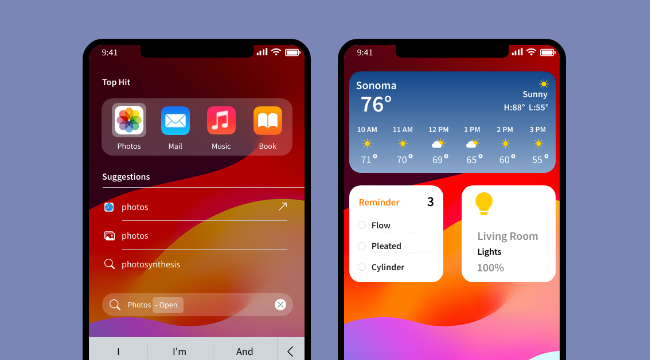 9:41
Top Hit
Photos Mail Music Book
Suggestions
photos
photos
photosynthesis
Photos - Open
I I'm And
9:41
Sonoma
76°
Sunny
H:88° L:55°
10 AM 11 AM 12 PM 1 PM 2 PM 3 PM
71° 70° 69° 65° 60° 55°
Reminder 3
Flow
Pleated
Cylinder
Living Room
Lights
100%